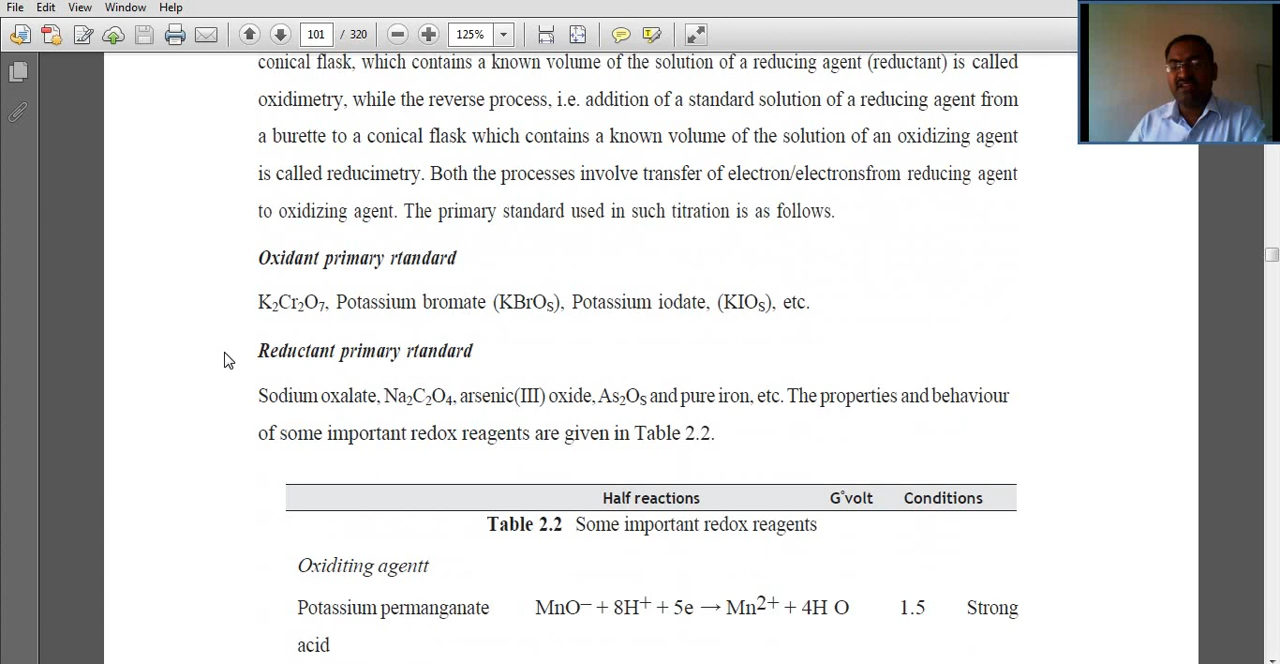 File Edit View Window Help
101 / 320 125%
conical flask, which contains a known volume of the solution of a reducing agent (reductant) is called
oxidimetry, while the reverse process, i.e. addition of a standard solution of a reducing agent from
a burette to a conical flask which contains a known volume of the solution of an oxidizing agent
is called reducimetry. Both the processes involve transfer of electron/electronsfrom reducing agent
to oxidizing agent. The primary standard used in such titration is as follows.
Oxidant primary rtandard
K₂Cr₂O₇, Potassium bromate (KBrOₛ), Potassium iodate, (KIOₛ), etc.
Reductant primary rtandard
Sodium oxalate, Na₂C₂O₄, arsenic(III) oxide, As₂Oₛ and pure iron, etc. The properties and behaviour
of some important redox reagents are given in Table 2.2.
Half reactions G°volt Conditions
Table 2.2 Some important redox reagents
Oxiditing agentt
Potassium permanganate MnO⁻ + 8H⁺ + 5e → Mn²⁺ + 4H O 1.5 Strong
acid